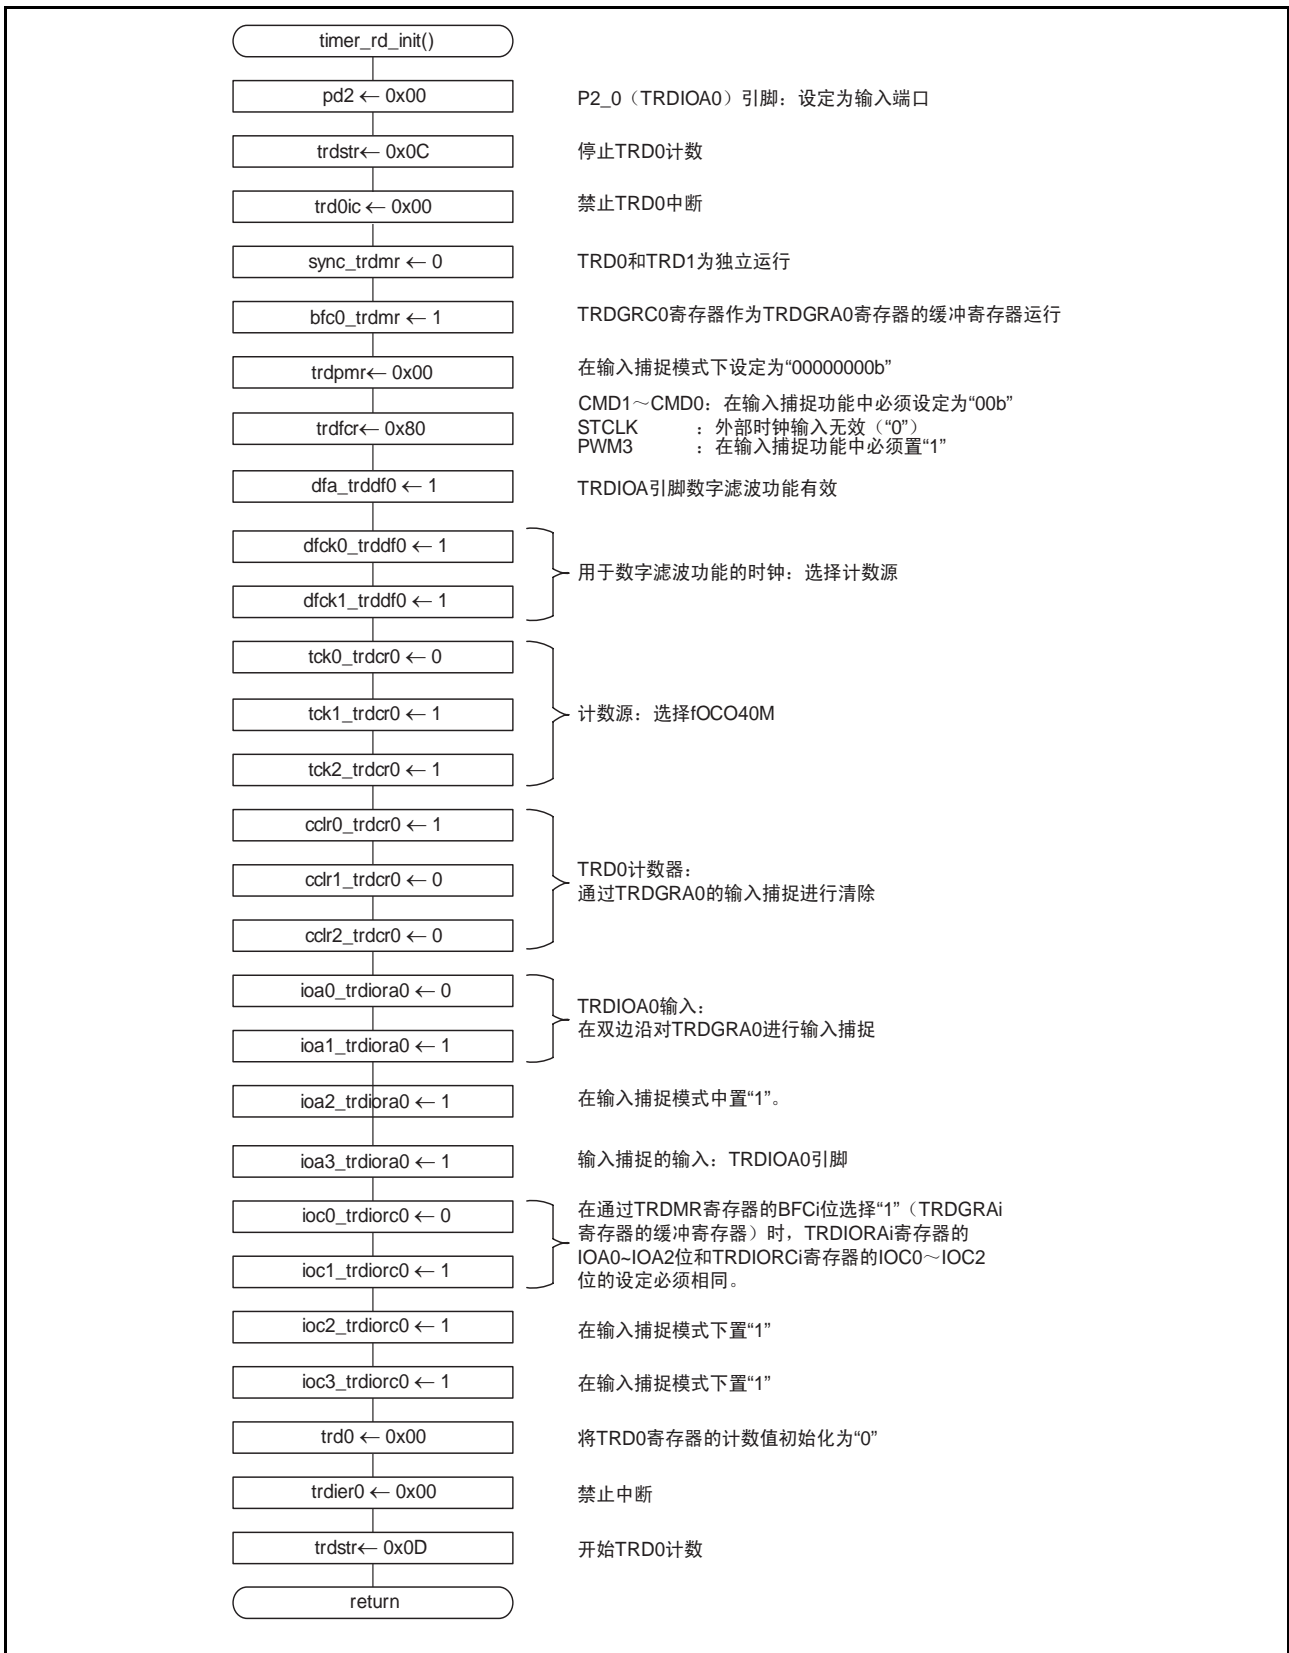 timer_rd_init()
pd2 ← 0x00
P2_0（TRDIOA0）引脚：设定为输入端口
trdstr← 0x0C
停止TRD0计数
trd0ic ← 0x00
禁止TRD0中断
sync_trdmr ← 0
TRD0和TRD1为独立运行
bfc0_trdmr ← 1
TRDGRC0寄存器作为TRDGRA0寄存器的缓冲寄存器运行
trdpmr← 0x00
在输入捕捉模式下设定为“00000000b”
trdfcr← 0x80
CMD1～CMD0：在输入捕捉功能中必须设定为“00b”
STCLK ：外部时钟输入无效（“0”）
PWM3 ：在输入捕捉功能中必须置“1”
dfa_trddf0 ← 1
TRDIOA引脚数字滤波功能有效
dfck0_trddf0 ← 1
dfck1_trddf0 ← 1
用于数字滤波功能的时钟：选择计数源
tck0_trdcr0 ← 0
tck1_trdcr0 ← 1
tck2_trdcr0 ← 1
计数源：选择fOCO40M
cclr0_trdcr0 ← 1
cclr1_trdcr0 ← 0
cclr2_trdcr0 ← 0
TRD0计数器：
通过TRDGRA0的输入捕捉进行清除
ioa0_trdiora0 ← 0
ioa1_trdiora0 ← 1
TRDIOA0输入：
在双边沿对TRDGRA0进行输入捕捉
ioa2_trdiora0 ← 1
在输入捕捉模式中置“1”。
ioa3_trdiora0 ← 1
输入捕捉的输入：TRDIOA0引脚
ioc0_trdiorc0 ← 0
ioc1_trdiorc0 ← 1
在通过TRDMR寄存器的BFCi位选择“1”（TRDGRAi
寄存器的缓冲寄存器）时，TRDIORAi寄存器的
IOA0~IOA2位和TRDIORCi寄存器的IOC0～IOC2
位的设定必须相同。
ioc2_trdiorc0 ← 1
在输入捕捉模式下置“1”
ioc3_trdiorc0 ← 1
在输入捕捉模式下置“1”
trd0 ← 0x00
将TRD0寄存器的计数值初始化为“0”
trdier0 ← 0x00
禁止中断
trdstr← 0x0D
开始TRD0计数
return